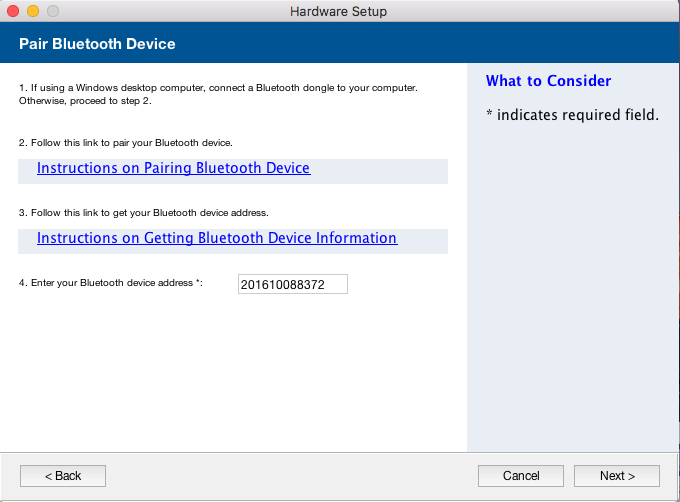 Hardware Setup
Pair Bluetooth Device
1. If using a Windows desktop computer, connect a Bluetooth dongle to your computer.
Otherwise, proceed to step 2.
2. Follow this link to pair your Bluetooth device.
Instructions on Pairing Bluetooth Device
3. Follow this link to get your Bluetooth device address.
Instructions on Getting Bluetooth Device Information
4. Enter your Bluetooth device address *:
201610088372
What to Consider
* indicates required field.
< Back
Cancel
Next >